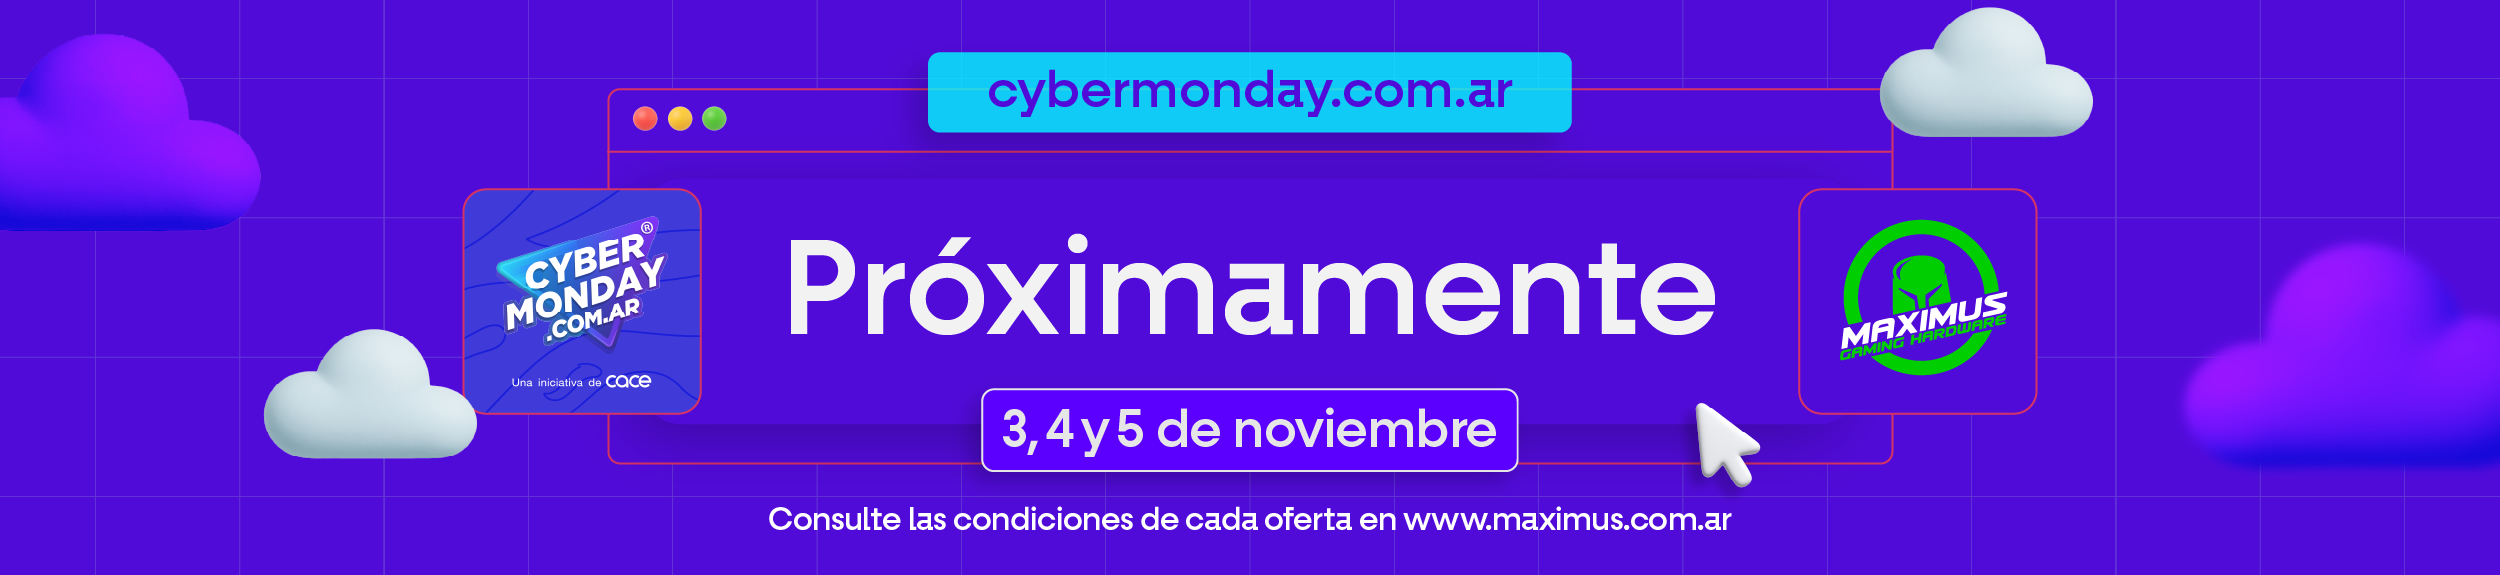 cybermonday.com.ar
CYBER®
MONDAY
.COM.AR
Una iniciativa de cace
Próximamente
MAXIMUS
GAMING HARDWARE
3, 4 y 5 de noviembre
Consulte las condiciones de cada oferta en www.maximus.com.ar